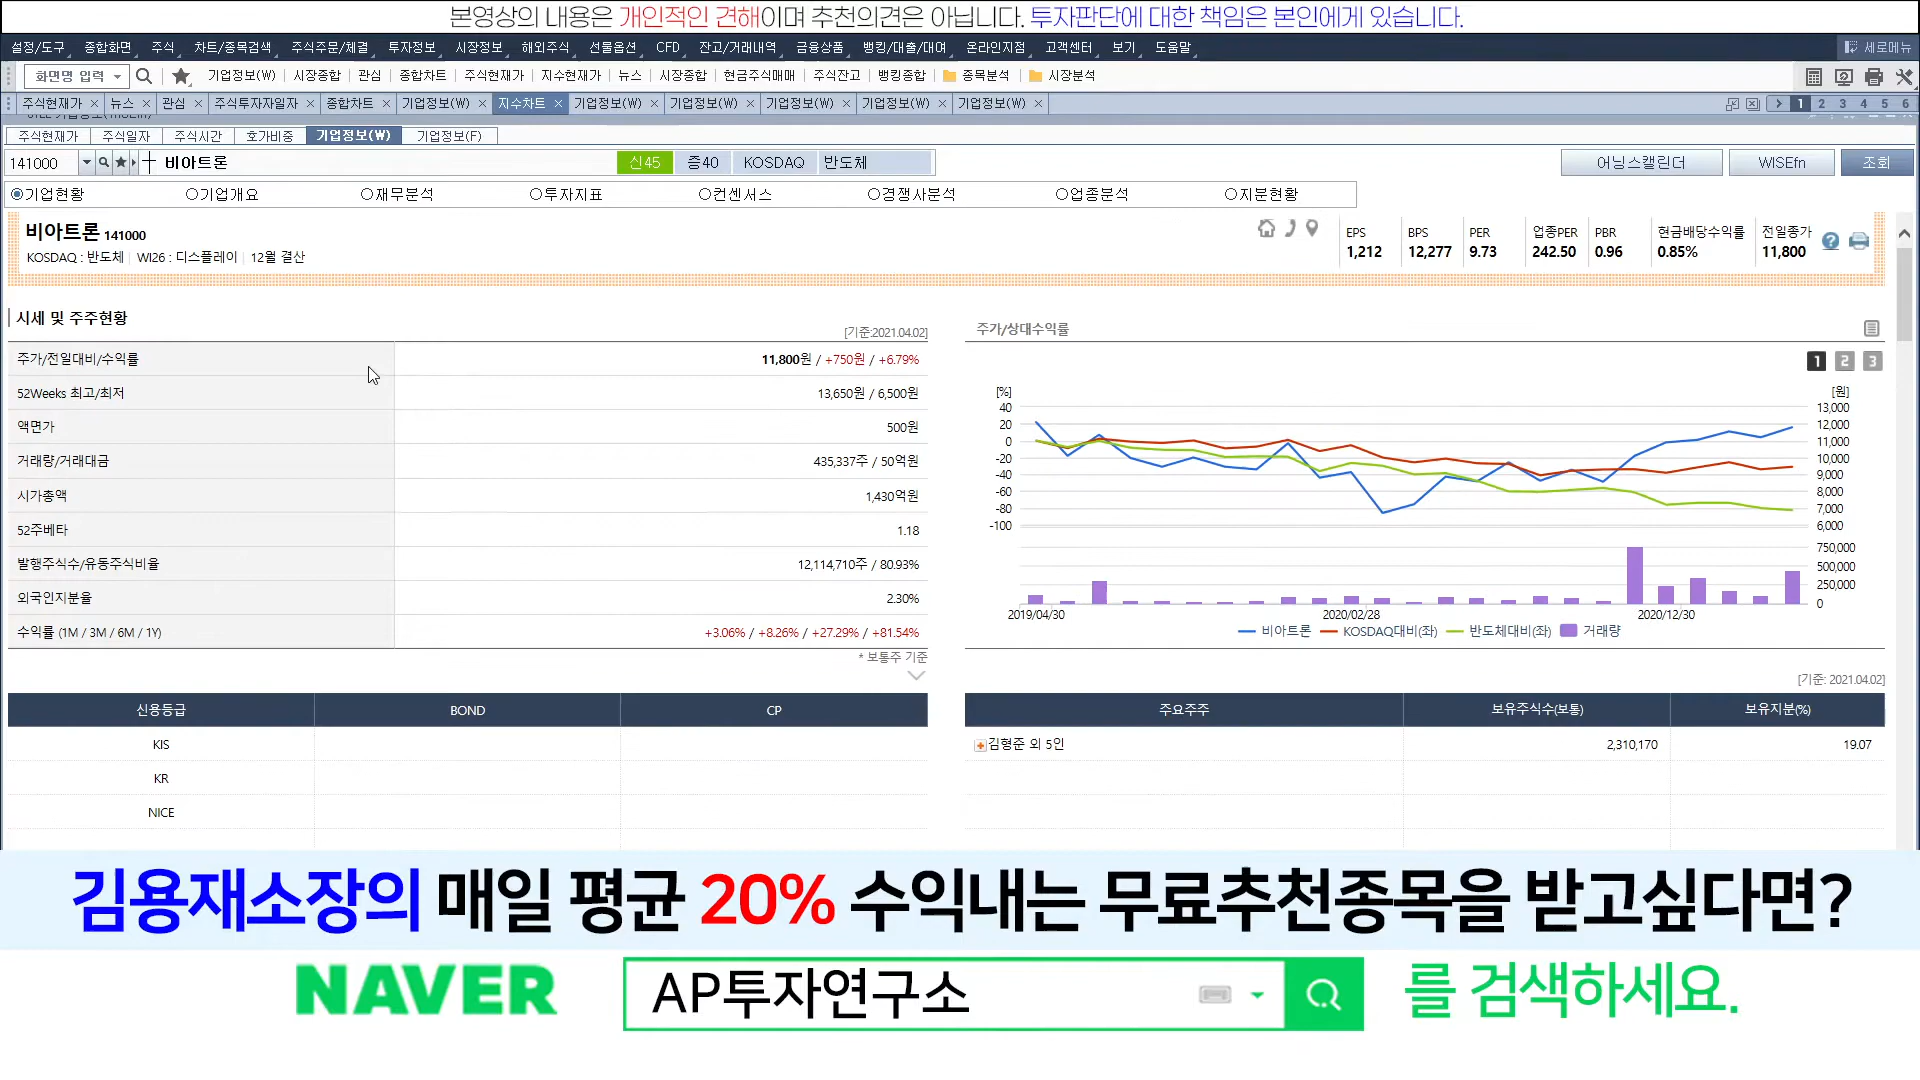 본영상의 내용은 개인적인 견해이며 추천의견은 아닙니다. 투자판단에 대한 책임은 본인에게 있습니다.
설정/도구 종합화면 주식 차트/종목검색 주식주문/체결 투자정보 시장정보 해외주식 선물옵션 CFD 잔고/거래내역 금융상품 뱅킹/대출/대여 온라인지점 고객센터 보기 도움말 세로메뉴
화면명 입력 기업정보(W) 시장종합 관심 종합차트 주식현재가 지수현재가 뉴스 시장종합 현금주식매매 주식잔고 뱅킹종합 종목분석 시장분석
주식현재가 뉴스 관심 주식투자자일자 종합차트 기업정보(W) 지수차트 기업정보(W) 기업정보(W) 기업정보(W) 기업정보(W) 기업정보(W) 1 2 3 4 5 6
주식현재가 주식일자 주식시간 호가비중 기업정보(W) 기업정보(F)
141000 비아트론 신45 증40 KOSDAQ 반도체 어닝스캘린더 WISEfn 조회
기업현황 기업개요 재무분석 투자지표 컨센서스 경쟁사분석 업종분석 지분현황
비아트론 141000
KOSDAQ : 반도체 WI26 : 디스플레이 12월 결산
EPS BPS PER 업종PER PBR 현금배당수익률 전일종가
1,212 12,277 9.73 242.50 0.96 0.85% 11,800
시세 및 주주현황
[기준:2021.04.02]
주가/전일대비/수익률 11,800원 / +750원 / +6.79%
52Weeks 최고/최저 13,650원 / 6,500원
액면가 500원
거래량/거래대금 435,337주 / 50억원
시가총액 1,430억원
52주베타 1.18
발행주식수/유동주식비율 12,114,710주 / 80.93%
외국인지분율 2.30%
수익률 (1M / 3M / 6M / 1Y) +3.06% / +8.26% / +27.29% / +81.54%
* 보통주 기준
주가/상대수익률
1 2 3
[%] [원]
40 13,000
20 12,000
0 11,000
-20 10,000
-40 9,000
-60 8,000
-80 7,000
-100 6,000
750,000
500,000
250,000
0
2019/04/30 2020/02/28 2020/12/30
비아트론 KOSDAQ대비(좌) 반도체대비(좌) 거래량
[기준: 2021.04.02]
신용등급 BOND CP
KIS
KR
NICE
주요주주 보유주식수(보통) 보유지분(%)
김형준 외 5인 2,310,170 19.07
김용재소장의 매일 평균 20% 수익내는 무료추천종목을 받고싶다면?
NAVER AP투자연구소 를 검색하세요.